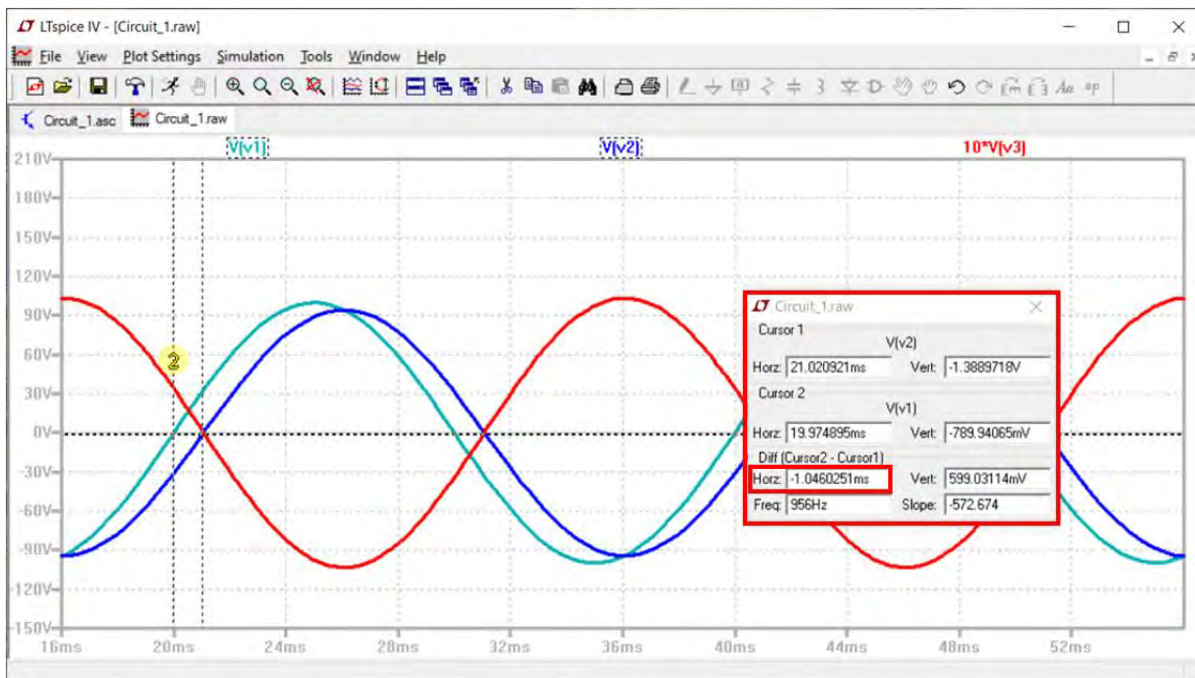 LTspice IV - [Circuit_1.raw]
File View Plot Settings Simulation Tools Window Help
Circuit_1.asc Circuit_1.raw
V(v1) V(v2) 10*V(v3)
210V
180V
150V
120V
90V
60V
30V
0V
-30V
-60V
-90V
-120V
-150V
16ms 20ms 24ms 28ms 32ms 36ms 40ms 44ms 48ms 52ms
2
Circuit_1.raw
Cursor 1
V(v2)
Horz: 21.020921ms Vert: -1.3889718V
Cursor 2
V(v1)
Horz: 19.974895ms Vert: -789.94065mV
Diff (Cursor2 - Cursor1)
Horz: -1.0460251ms Vert: 599.03114mV
Freq: 956Hz Slope: -572.674